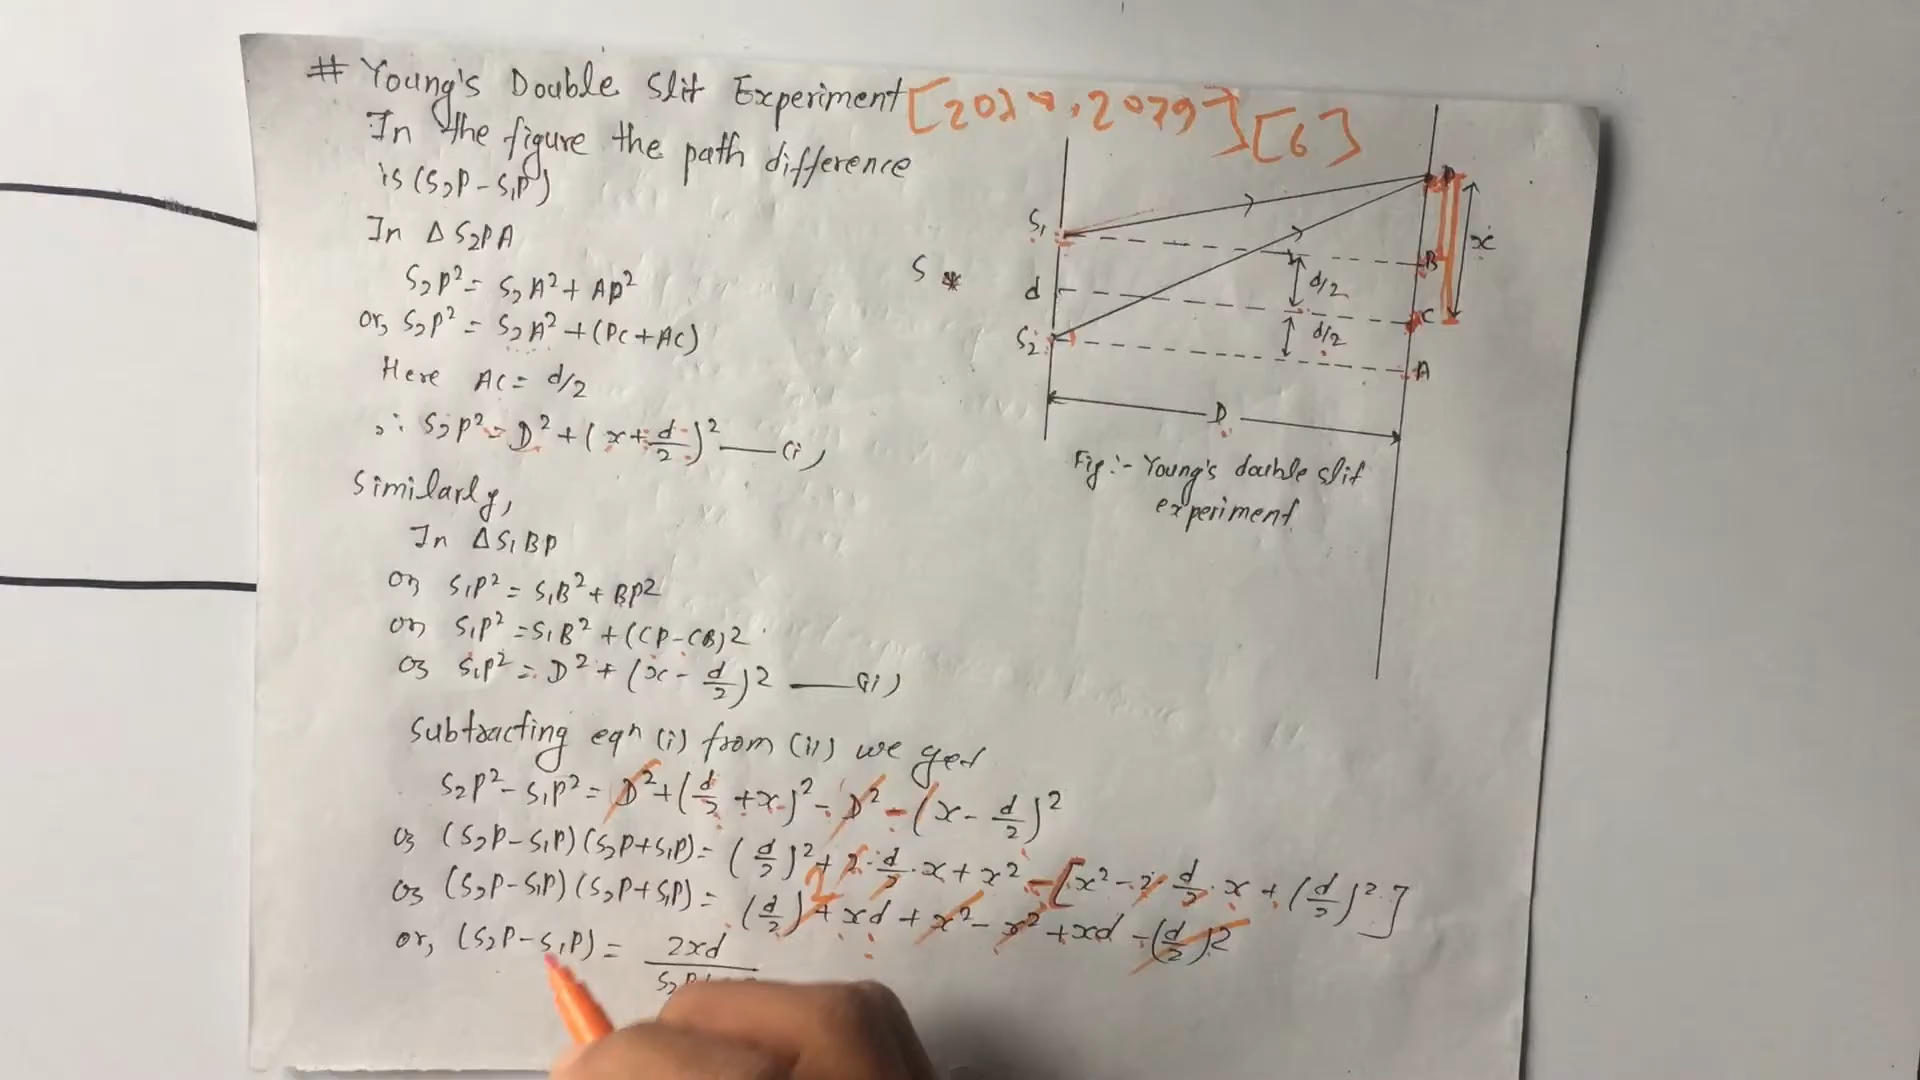 # Young's Double Slit Experiment [2079] [6]
In the figure the path difference
is (S₂P - S₁P)
In Δ S₂PA
S₂P² = S₂A² + AP²
or, S₂P² = S₂A² + (PC + AC)
Here AC = d/2
∴ S₂P² = D² + (x + d/2)² — (i)
Similarly,
In Δ S₁BP
or S₁P² = S₁B² + BP²
or S₁P² = S₁B² + (CP - CB)²
or S₁P² = D² + (x - d/2)² — (ii)
Subtracting eqⁿ (i) from (ii) we get
S₂P² - S₁P² = D² + (d/2 + x)² - D² - (x - d/2)²
or (S₂P - S₁P) (S₂P + S₁P) = (d/2)² + 2·d/2·x + x² - [x² - 2·d/2·x + (d/2)²]
or (S₂P - S₁P) (S₂P + S₁P) = (d/2)² + xd + x² - x² + xd - (d/2)²
or, (S₂P - S₁P) = 2xd / S₂P
P
S₁
x
B
S
d/2
d
C
d/2
S₂
A
D
Fig:- Young's double slit
experiment